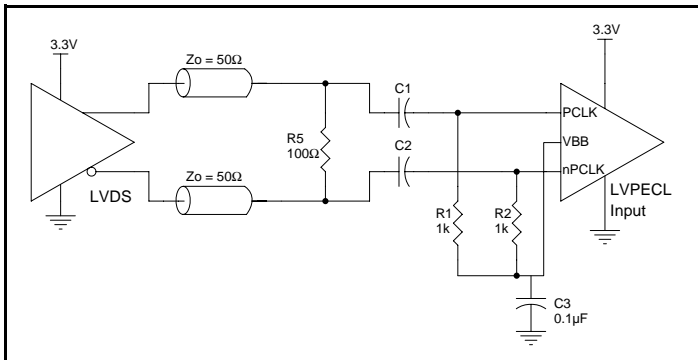 3.3V
Zo = 50Ω
3.3V
C1
PCLK
R5
100Ω
VBB
C2
nPCLK
LVDS
Zo = 50Ω
LVPECL
Input
R1
1k
R2
1k
C3
0.1µF